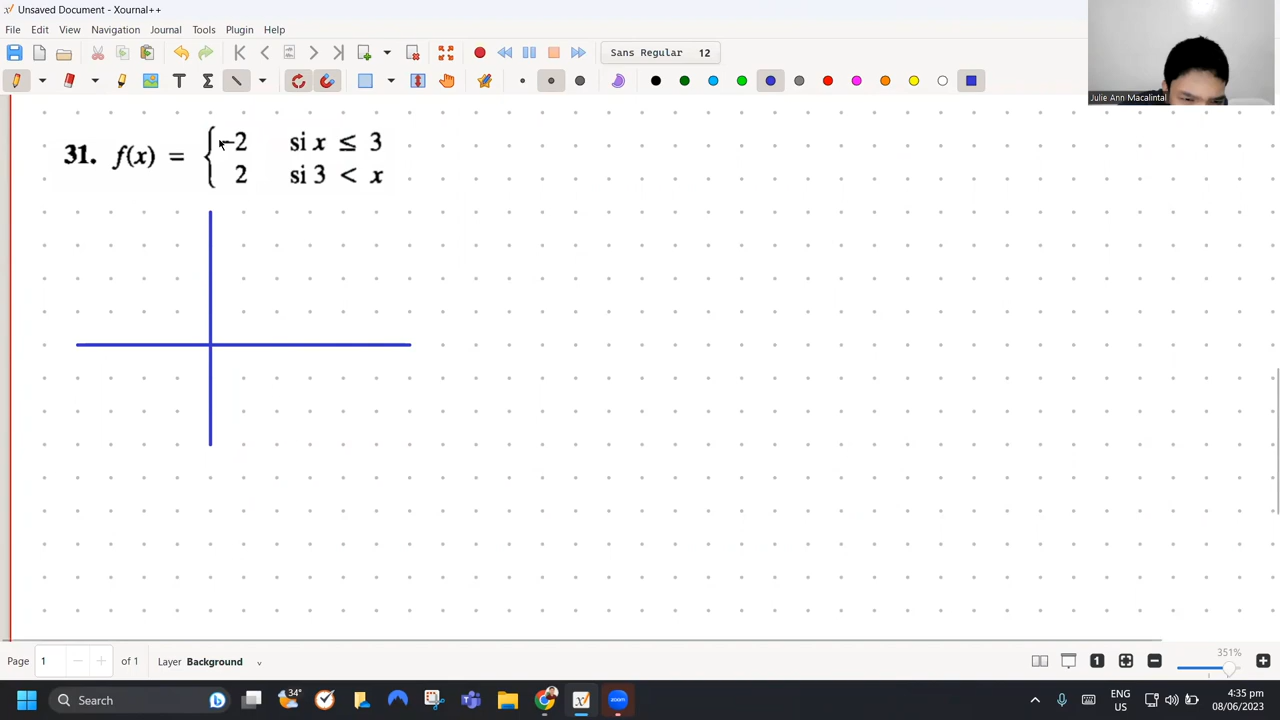 Unsaved Document - Xournal++
File Edit View Navigation Journal Tools Plugin Help
Sans Regular 12
Julie Ann Macalintal
31. f(x) = { -2 si x ≤ 3
2 si 3 < x
Page 1 of 1 Layer Background 351%
34° Search ENG 4:35 pm
US 08/06/2023